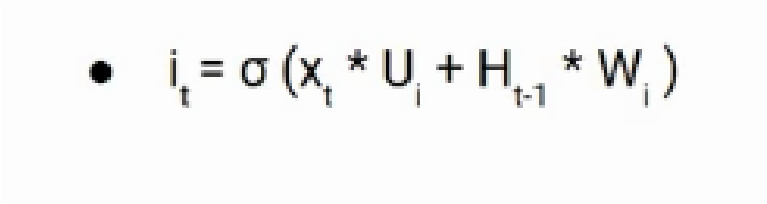 • i_t = σ (x_t * U_i + H_t-1 * W_i )